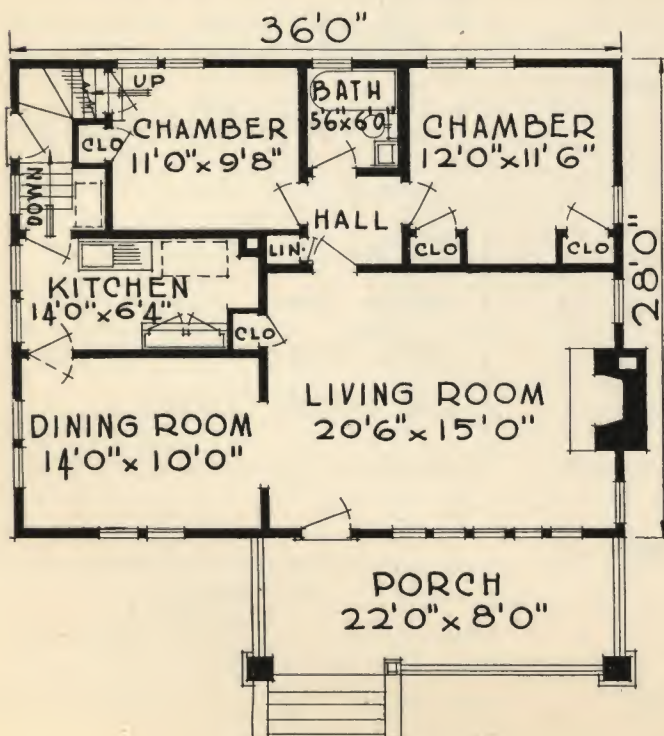 36'0"
UP
BATH
5'6"x6'0"
CHAMBER
11'0"x9'8"
CLO
CHAMBER
12'0"x11'6"
DOWN
HALL
CLO
CLO
LIN.
28'0"
KITCHEN
14'0"x6'4"
CLO
LIVING ROOM
20'6"x15'0"
DINING ROOM
14'0"x10'0"
PORCH
22'0"x8'0"